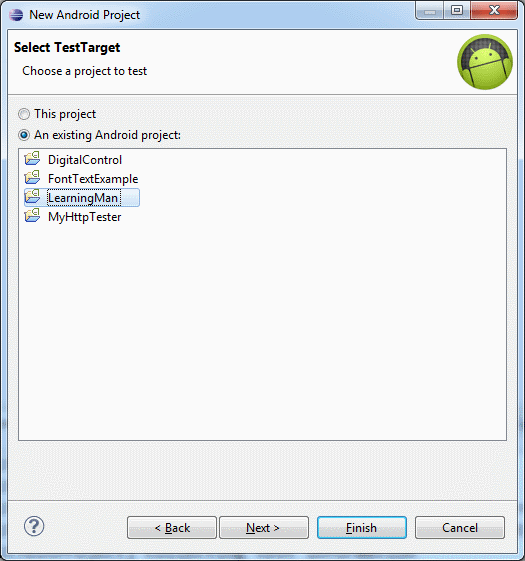 New Android Project
Select TestTarget
Choose a project to test
This project
An existing Android project:
DigitalControl
FontTextExample
LearningMan
MyHttpTester
?
< Back
Next >
Finish
Cancel